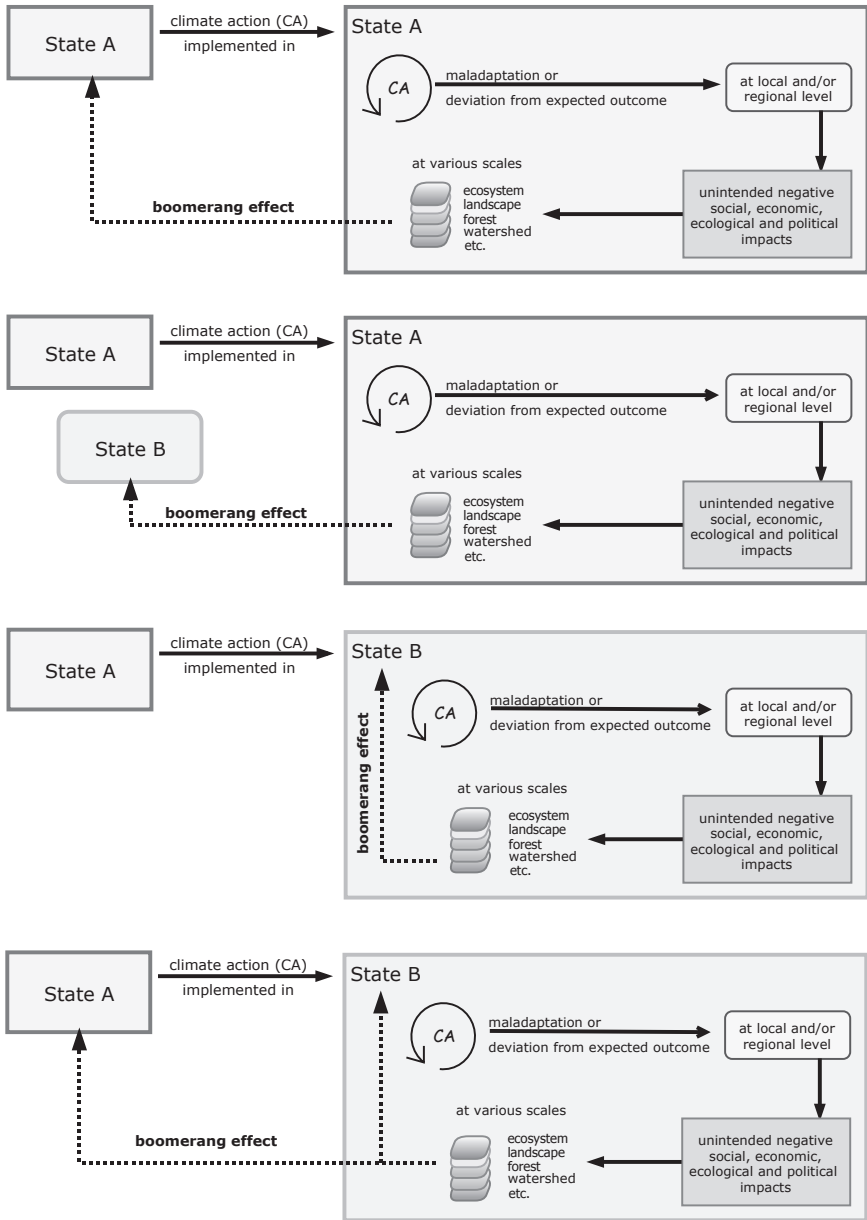 State A
climate action (CA)
implemented in
State A
CA
maladaptation or
deviation from expected outcome
at local and/or
regional level
at various scales
ecosystem
landscape
forest
watershed
etc.
unintended negative
social, economic,
ecological and political
impacts
boomerang effect
State A
climate action (CA)
implemented in
State B
State A
CA
maladaptation or
deviation from expected outcome
at local and/or
regional level
at various scales
ecosystem
landscape
forest
watershed
etc.
unintended negative
social, economic,
ecological and political
impacts
boomerang effect
State A
climate action (CA)
implemented in
State B
CA
maladaptation or
deviation from expected outcome
at local and/or
regional level
boomerang effect
at various scales
ecosystem
landscape
forest
watershed
etc.
unintended negative
social, economic,
ecological and political
impacts
State A
climate action (CA)
implemented in
State B
CA
maladaptation or
deviation from expected outcome
at local and/or
regional level
at various scales
ecosystem
landscape
forest
watershed
etc.
unintended negative
social, economic,
ecological and political
impacts
boomerang effect